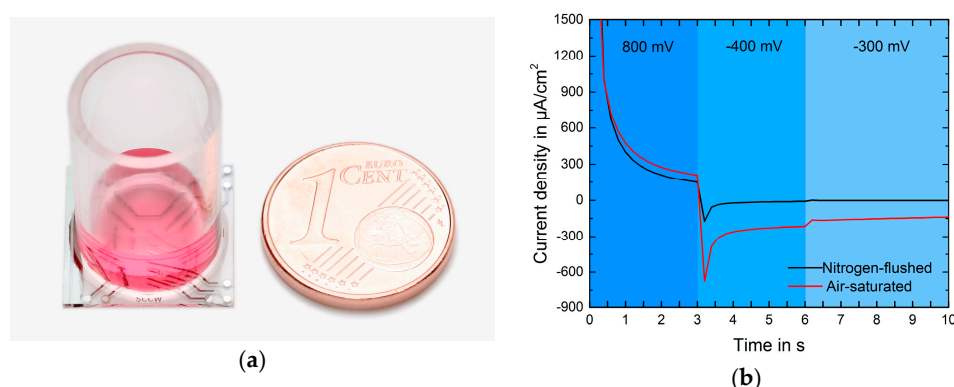 SCCW
1
EURO
CENT
(a)
1500
1200
900
600
300
0
-300
-600
-900
Current density in µA/cm²
800 mV
-400 mV
-300 mV
Nitrogen-flushed
Air-saturated
0 1 2 3 4 5 6 7 8 9 10
Time in s
(b)